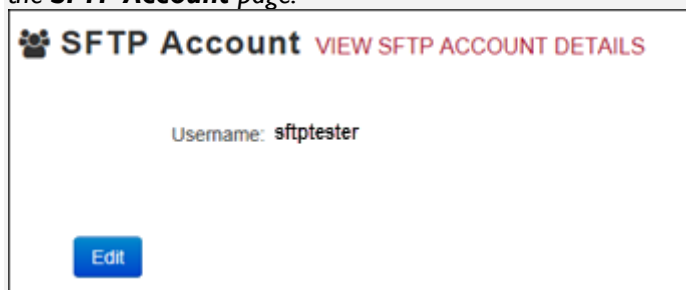 the SFTP Account page.
SFTP Account VIEW SFTP ACCOUNT DETAILS
Username: sftptester
Edit